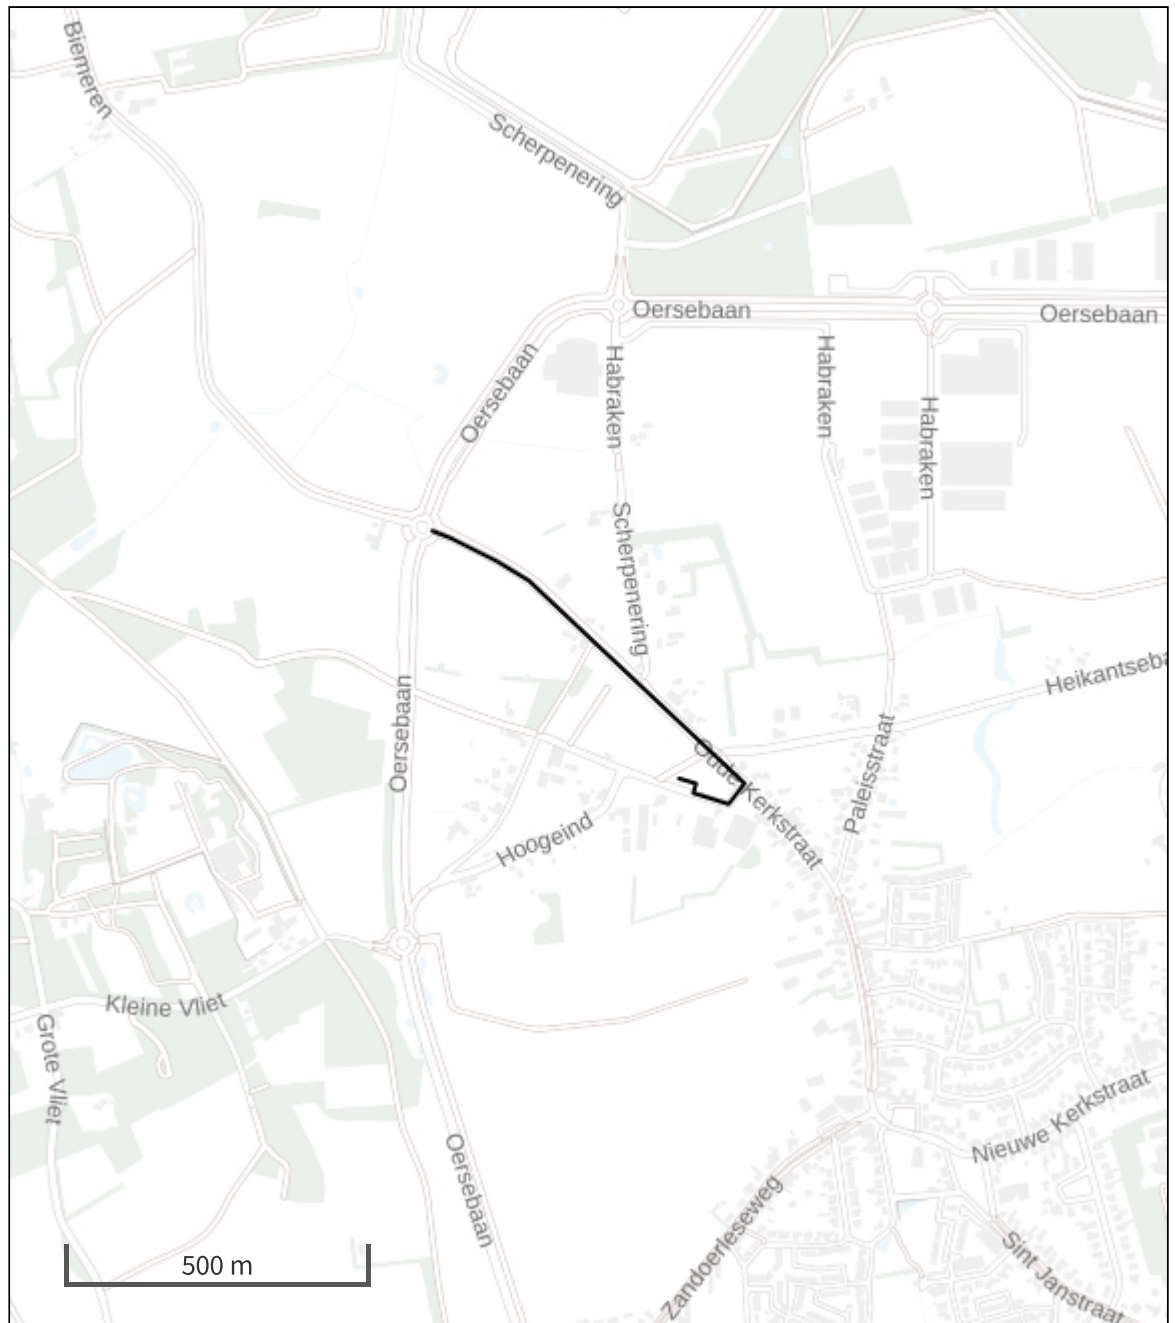 Biemeren
Scherpenering
Oersebaan
Oersebaan
Oersebaan
Habraken
Habraken
Habraken
Scherpenering
Heikantseba
Oersebaan
Paleisstraat
Oude Kerkstraat
Hoogeind
Kleine Vliet
Grote Vliet
Nieuwe Kerkstraat
Oersebaan
Zandoerleseweg
Sint Janstraat
500 m